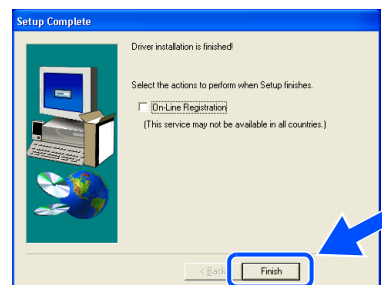 Setup Complete
Driver installation is finished!
Select the actions to perform when Setup finishes.
On-Line Registration
(This service may not be available in all countries.)
< Back
Finish